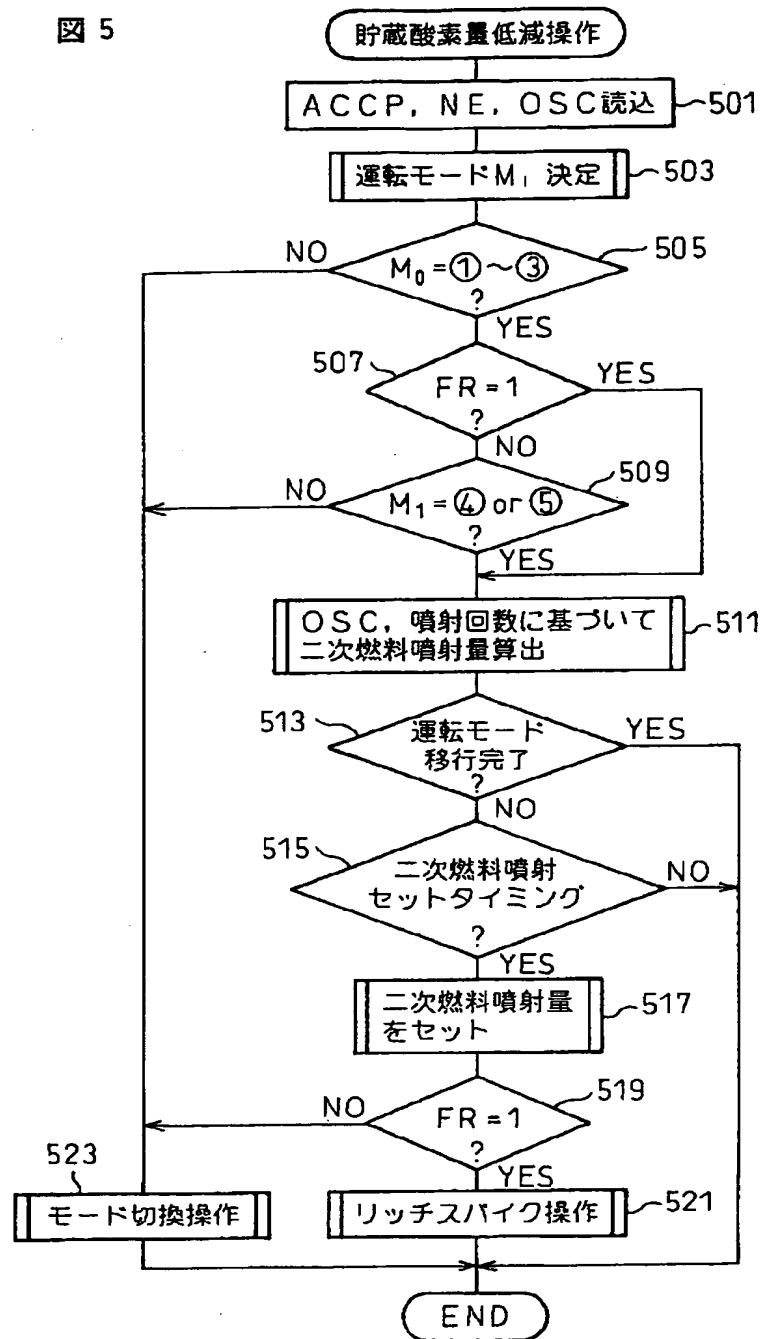 図 5
貯蔵酸素量低減操作
ACCP, NE, OSC読込
501
運転モードM₁ 決定
503
NO
505
M₀=①~③
?
YES
507
FR=1
YES
?
NO
509
NO
M₁=④ or ⑤
?
YES
OSC, 噴射回数に基づいて
二次燃料噴射量算出
511
513
運転モード
移行完了
YES
?
NO
515
二次燃料噴射
セットタイミング
NO
?
YES
二次燃料噴射量
をセット
517
519
NO
FR=1
?
YES
523
モード切換操作
リッチスパイク操作
521
END